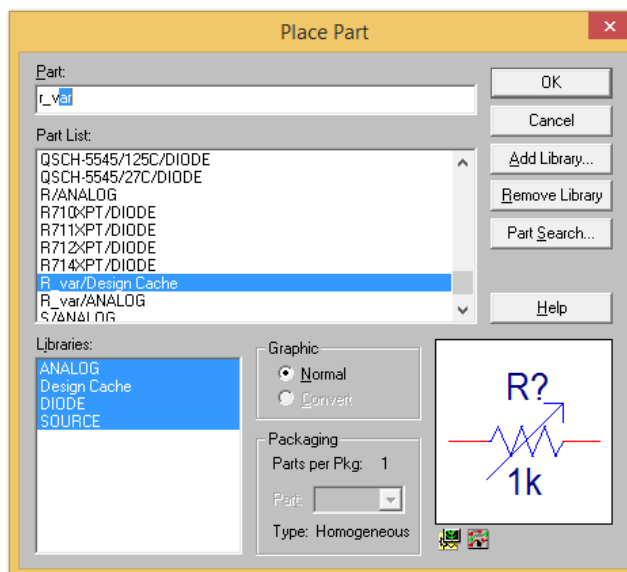 Place Part
Part:
r_var
OK
Cancel
Part List:
QSCH-5545/125C/DIODE
QSCH-5545/27C/DIODE
R/ANALOG
R710XPT/DIODE
R711XPT/DIODE
R712XPT/DIODE
R714XPT/DIODE
R_var/Design Cache
R_var/ANALOG
S/ANALOG
Add Library...
Remove Library
Part Search...
Help
Libraries:
ANALOG
Design Cache
DIODE
SOURCE
Graphic
Normal
Convert
Packaging
Parts per Pkg: 1
Part:
Type: Homogeneous
R?
1k